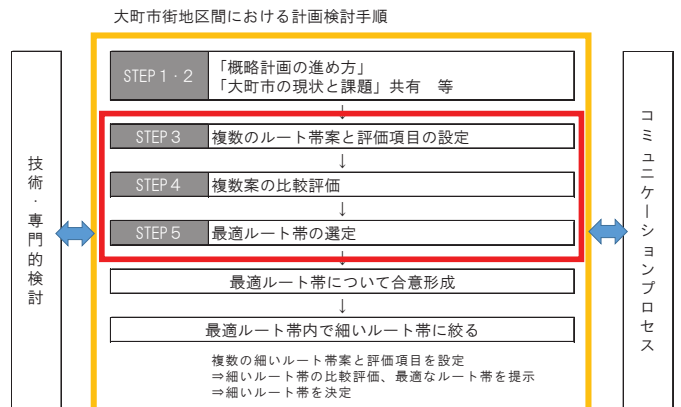 大町市街地区間における計画検討手順
技術・専門的検討
STEP 1・2
「概略計画の進め方」
「大町市の現状と課題」共有　等
↓
STEP 3
複数のルート帯案と評価項目の設定
↓
STEP 4
複数案の比較評価
↓
STEP 5
最適ルート帯の選定
↓
最適ルート帯について合意形成
↓
最適ルート帯内で細いルート帯に絞る
複数の細いルート帯案と評価項目を設定
⇒細いルート帯の比較評価、最適なルート帯を提示
⇒細いルート帯を決定
コミュニケーションプロセス